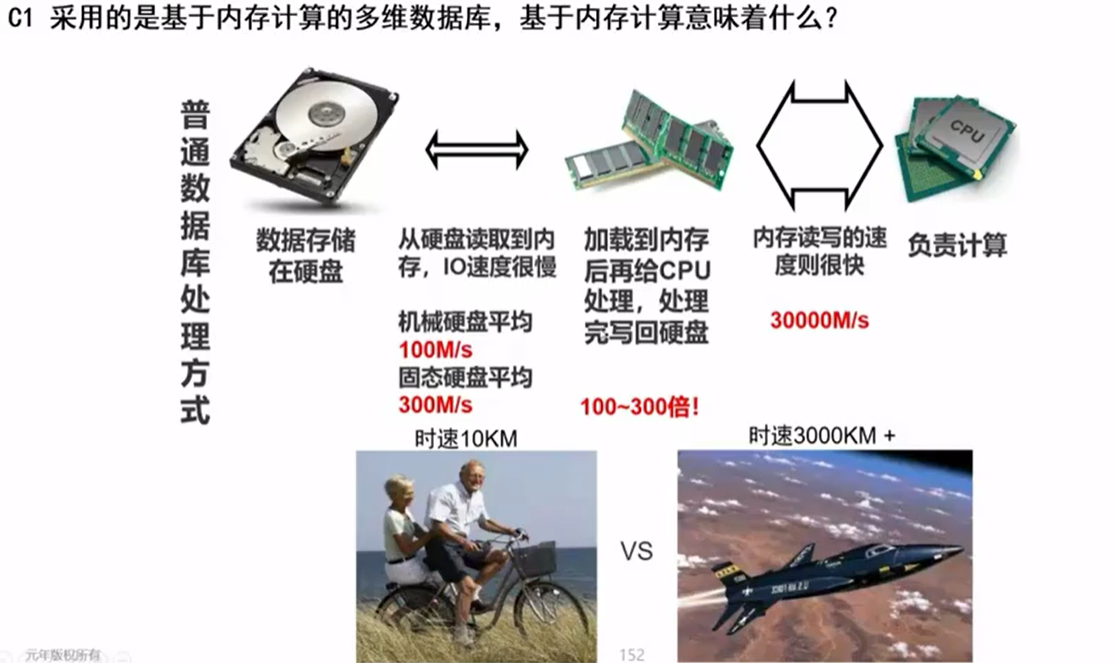 C1 采用的是基于内存计算的多维数据库，基于内存计算意味着什么？
普通数据库处理方式
数据存储
在硬盘
从硬盘读取到内
存，IO速度很慢
机械硬盘平均
100M/s
固态硬盘平均
300M/s
加载到内存
后再给CPU
处理，处理
完写回硬盘
100~300倍！
内存读写的速
度则很快
30000M/s
CPU
负责计算
时速10KM
VS
时速3000KM +
元年版权所有
152